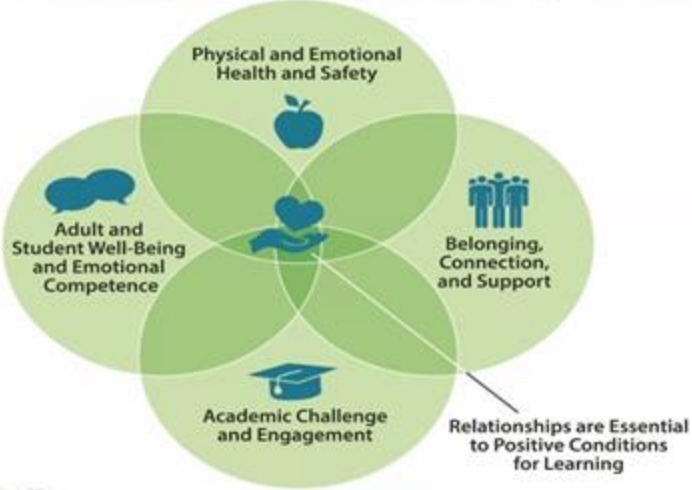 Physical and Emotional
Health and Safety
Adult and
Student Well-Being
and Emotional
Competence
Belonging,
Connection,
and Support
Academic Challenge
and Engagement
Relationships are Essential
to Positive Conditions
for Learning